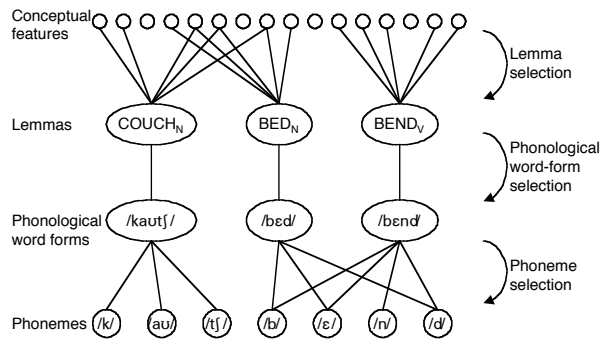 Conceptual
features
Lemma
selection
Lemmas
COUCH_N
BED_N
BEND_V
Phonological
word-form
selection
Phonological
word forms
/kaʊtʃ/
/bɛd/
/bɛnd/
Phoneme
selection
Phonemes
/k/
/aʊ/
/tʃ/
/b/
/ɛ/
/n/
/d/